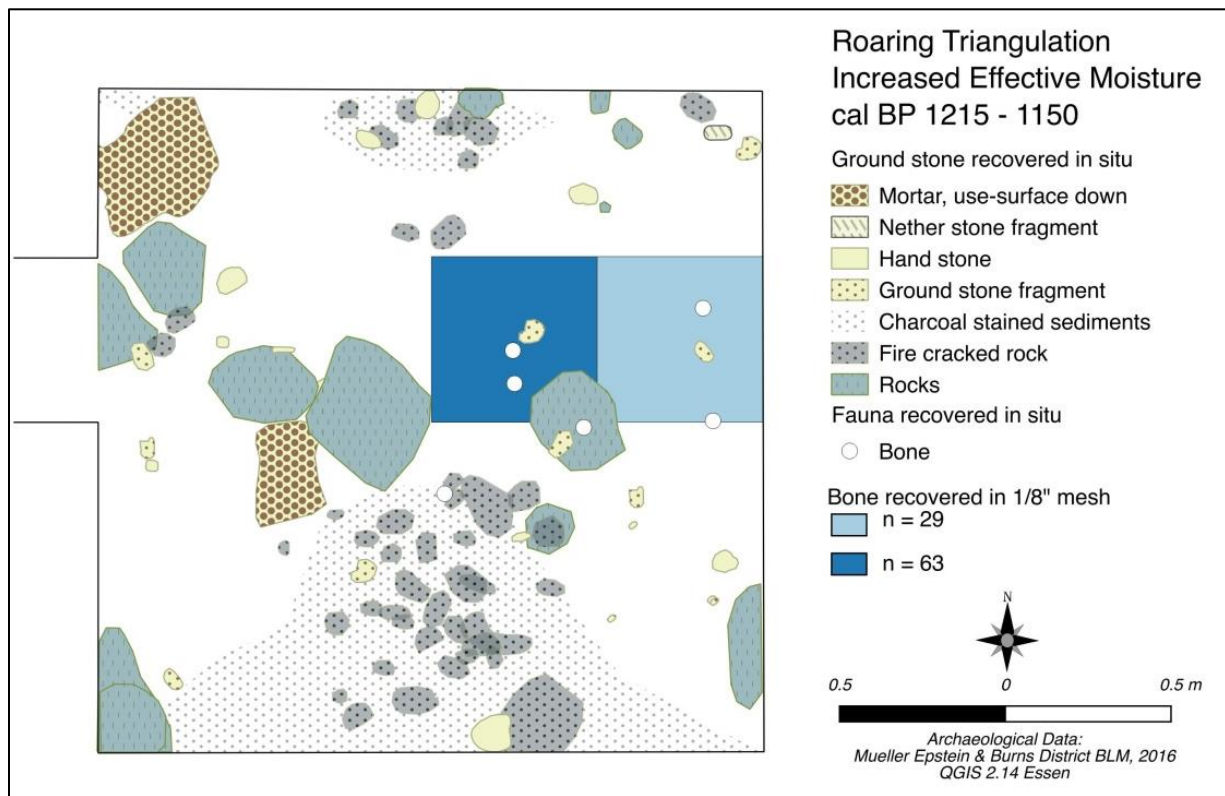 Roaring Triangulation
Increased Effective Moisture
cal BP 1215 - 1150
Ground stone recovered in situ
Mortar, use-surface down
Nether stone fragment
Hand stone
Ground stone fragment
Charcoal stained sediments
Fire cracked rock
Rocks
Fauna recovered in situ
Bone
Bone recovered in 1/8" mesh
n = 29
n = 63
N
0.5 0 0.5 m
Archaeological Data:
Mueller Epstein & Burns District BLM, 2016
QGIS 2.14 Essen